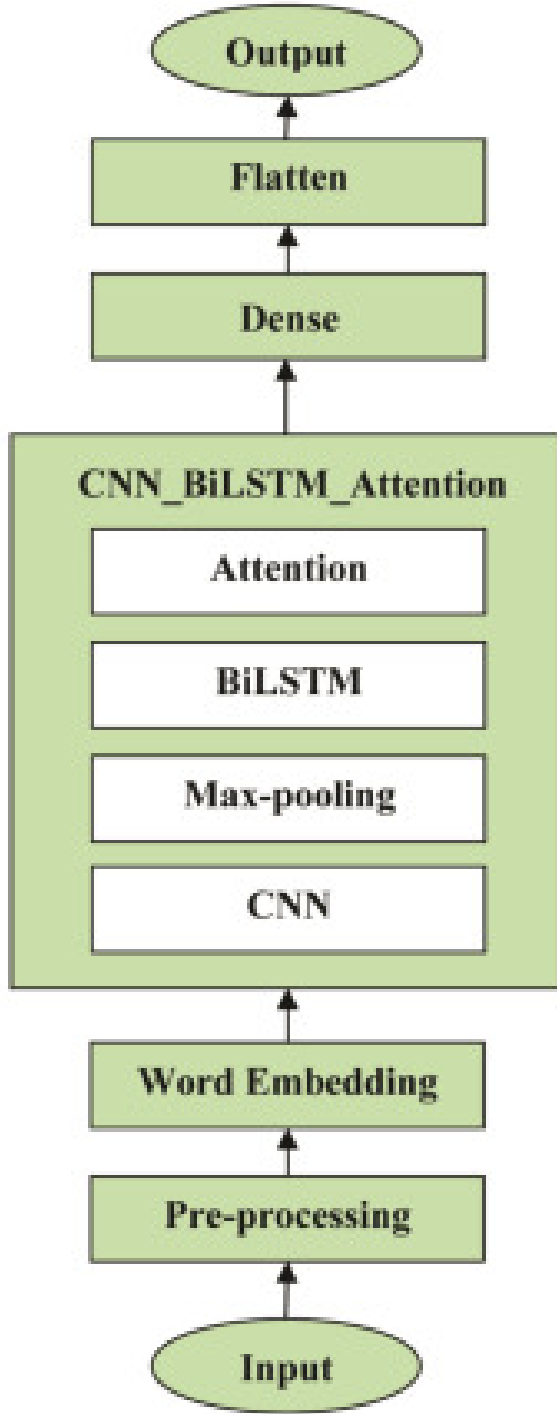 Output
Flatten
Dense
CNN_BiLSTM_Attention
Attention
BiLSTM
Max-pooling
CNN
Word Embedding
Pre-processing
Input